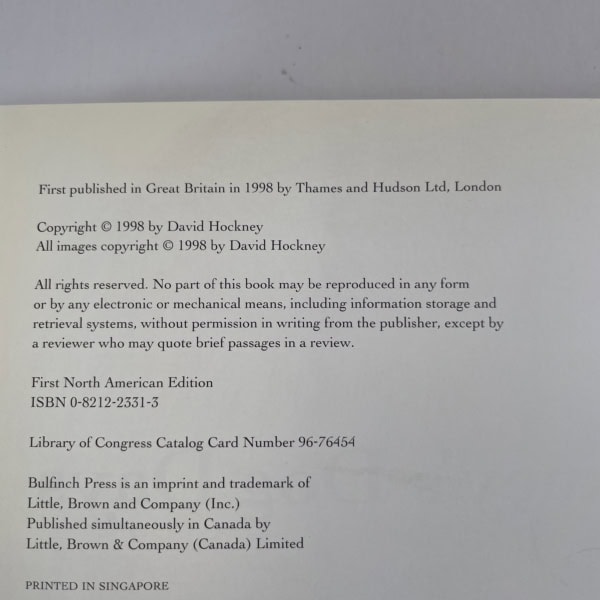 First published in Great Britain in 1998 by Thames and Hudson Ltd, London
Copyright © 1998 by David Hockney
All images copyright © 1998 by David Hockney
All rights reserved. No part of this book may be reproduced in any form
or by any electronic or mechanical means, including information storage and
retrieval systems, without permission in writing from the publisher, except by
a reviewer who may quote brief passages in a review.
First North American Edition
ISBN 0-8212-2331-3
Library of Congress Catalog Card Number 96-76454
Bulfinch Press is an imprint and trademark of
Little, Brown and Company (Inc.)
Published simultaneously in Canada by
Little, Brown & Company (Canada) Limited
PRINTED IN SINGAPORE